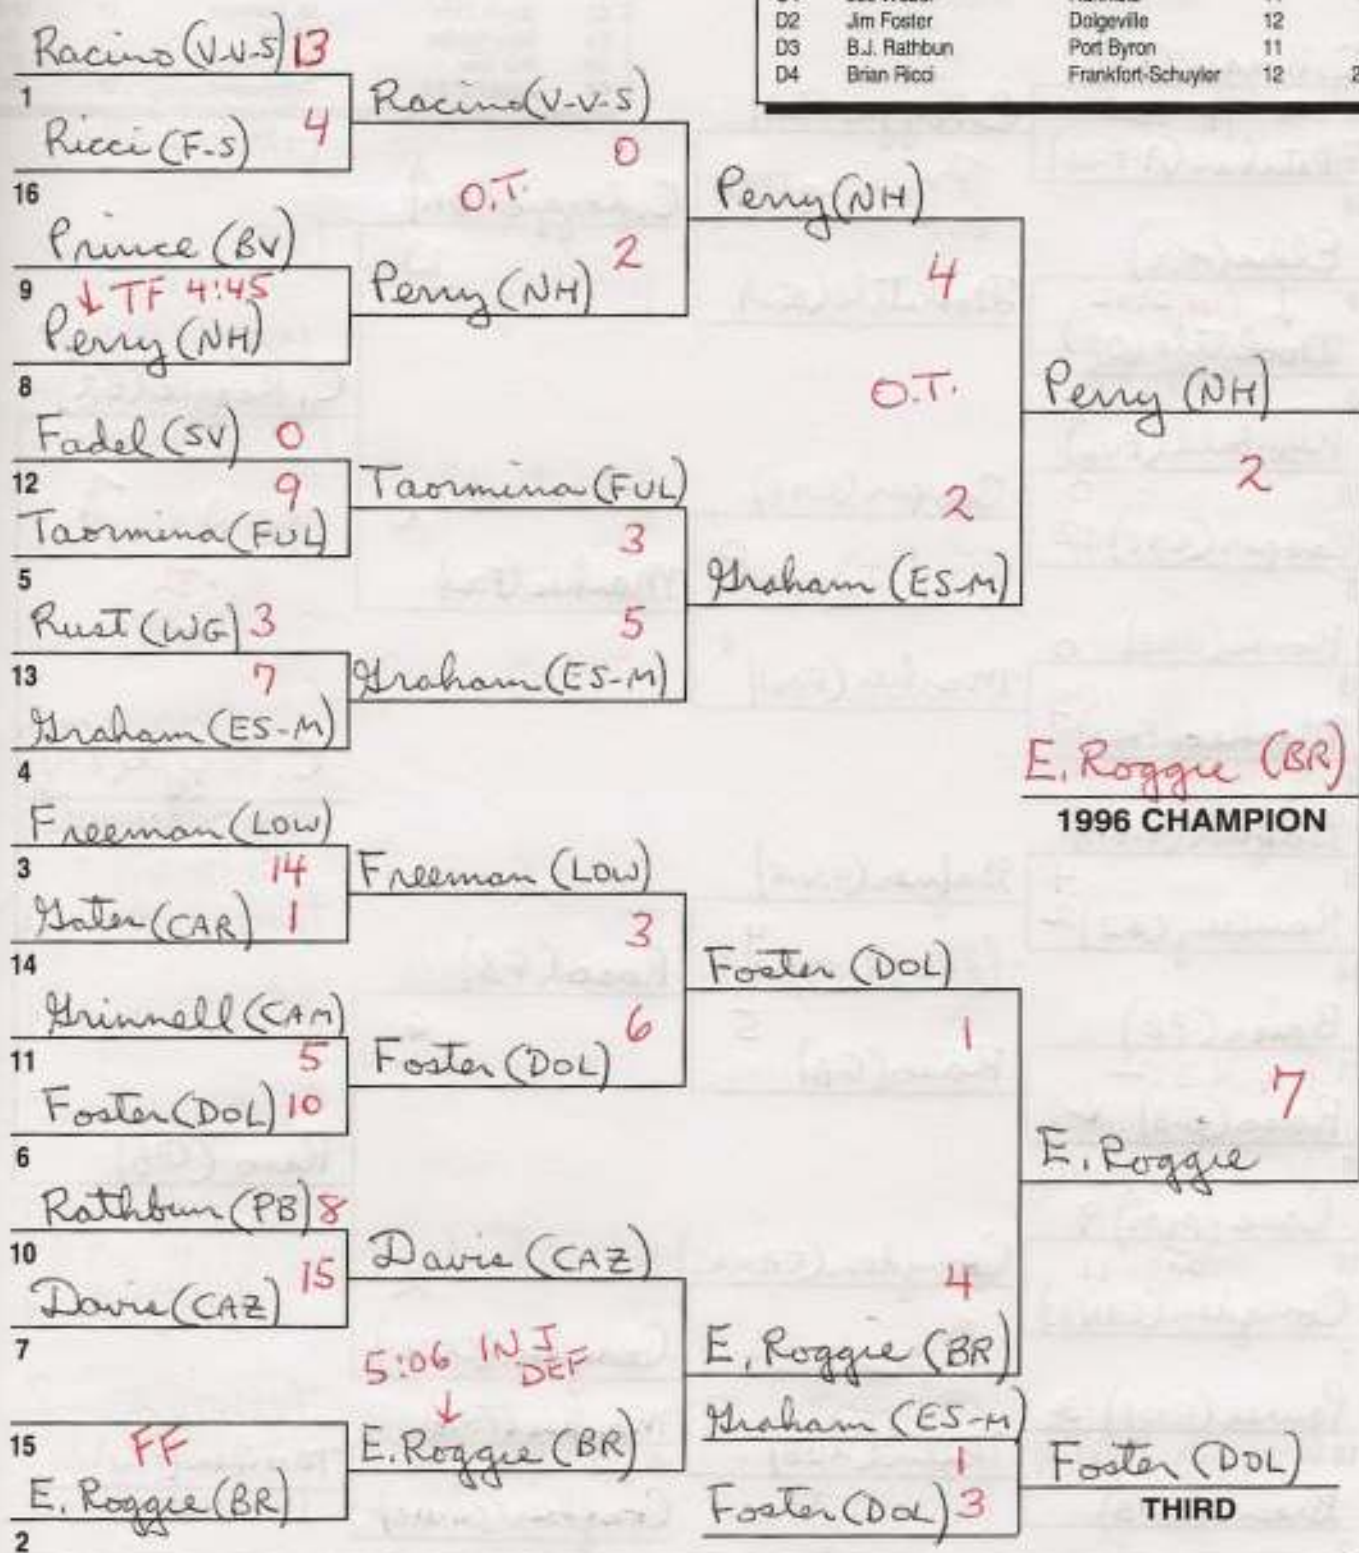 D2 Jim Foster Dolgeville 12
D3 B.J. Rathbun Port Byron 11
D4 Brian Ricci Frankfort-Schuyler 12 2
Racino (V-V-S) 13
1
Ricci (F-S) 4
16
Prince (BV)
9 ↓ TF 4:45
Perry (NH)
8
Fadel (SV) 0
12 9
Taormina (FUL)
5
Rust (WG) 3
13 7
Graham (ES-M)
4
Freeman (LOW)
3 14
Gater (CAR) 1
14
Grinnell (CAM)
11 5
Foster (DOL) 10
6
Rathbun (PB) 8
10 15
Davis (CAZ)
7
15 FF
E. Roggie (BR)
2
Racino (V-V-S)
0
O.T.
2
Perry (NH)
Taormina (FUL)
3
5
Graham (ES-M)
Freeman (LOW)
3
6
Foster (DOL)
Davis (CAZ)
5:06 INJ
DEF
↓
E. Roggie (BR)
Perry (NH)
4
O.T.
2
Graham (ES-M)
Foster (DOL)
1
4
E. Roggie (BR)
Perry (NH)
2
7
E. Roggie
E. Roggie (BR)
1996 CHAMPION
Graham (ES-M)
1
Foster (DOL) 3
Foster (DOL)
THIRD